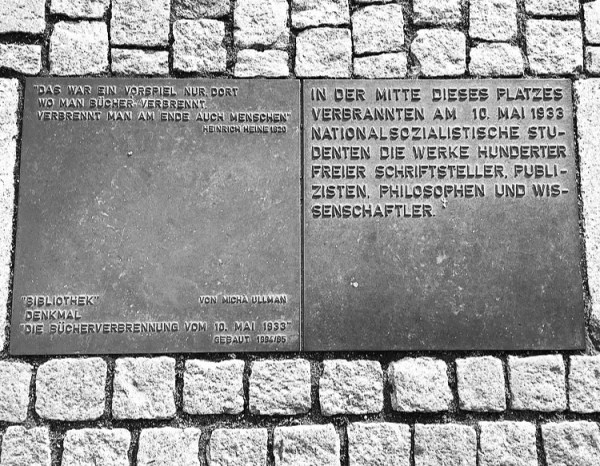 "DAS WAR EIN VORSPIEL NUR, DORT
WO MAN BÜCHER VERBRENNT,
VERBRENNT MAN AM ENDE AUCH MENSCHEN"
HEINRICH HEINE 1820
"BIBLIOTHEK"
VON MICHA ULLMAN
DENKMAL
"DIE BÜCHERVERBRENNUNG VOM 10. MAI 1933"
GEBAUT 1994/95
IN DER MITTE DIESES PLATZES
VERBRANNTEN AM 10. MAI 1933
NATIONALSOZIALISTISCHE STU-
DENTEN DIE WERKE HUNDERTER
FREIER SCHRIFTSTELLER, PUBLI-
ZISTEN, PHILOSOPHEN UND WIS-
SENSCHAFTLER.